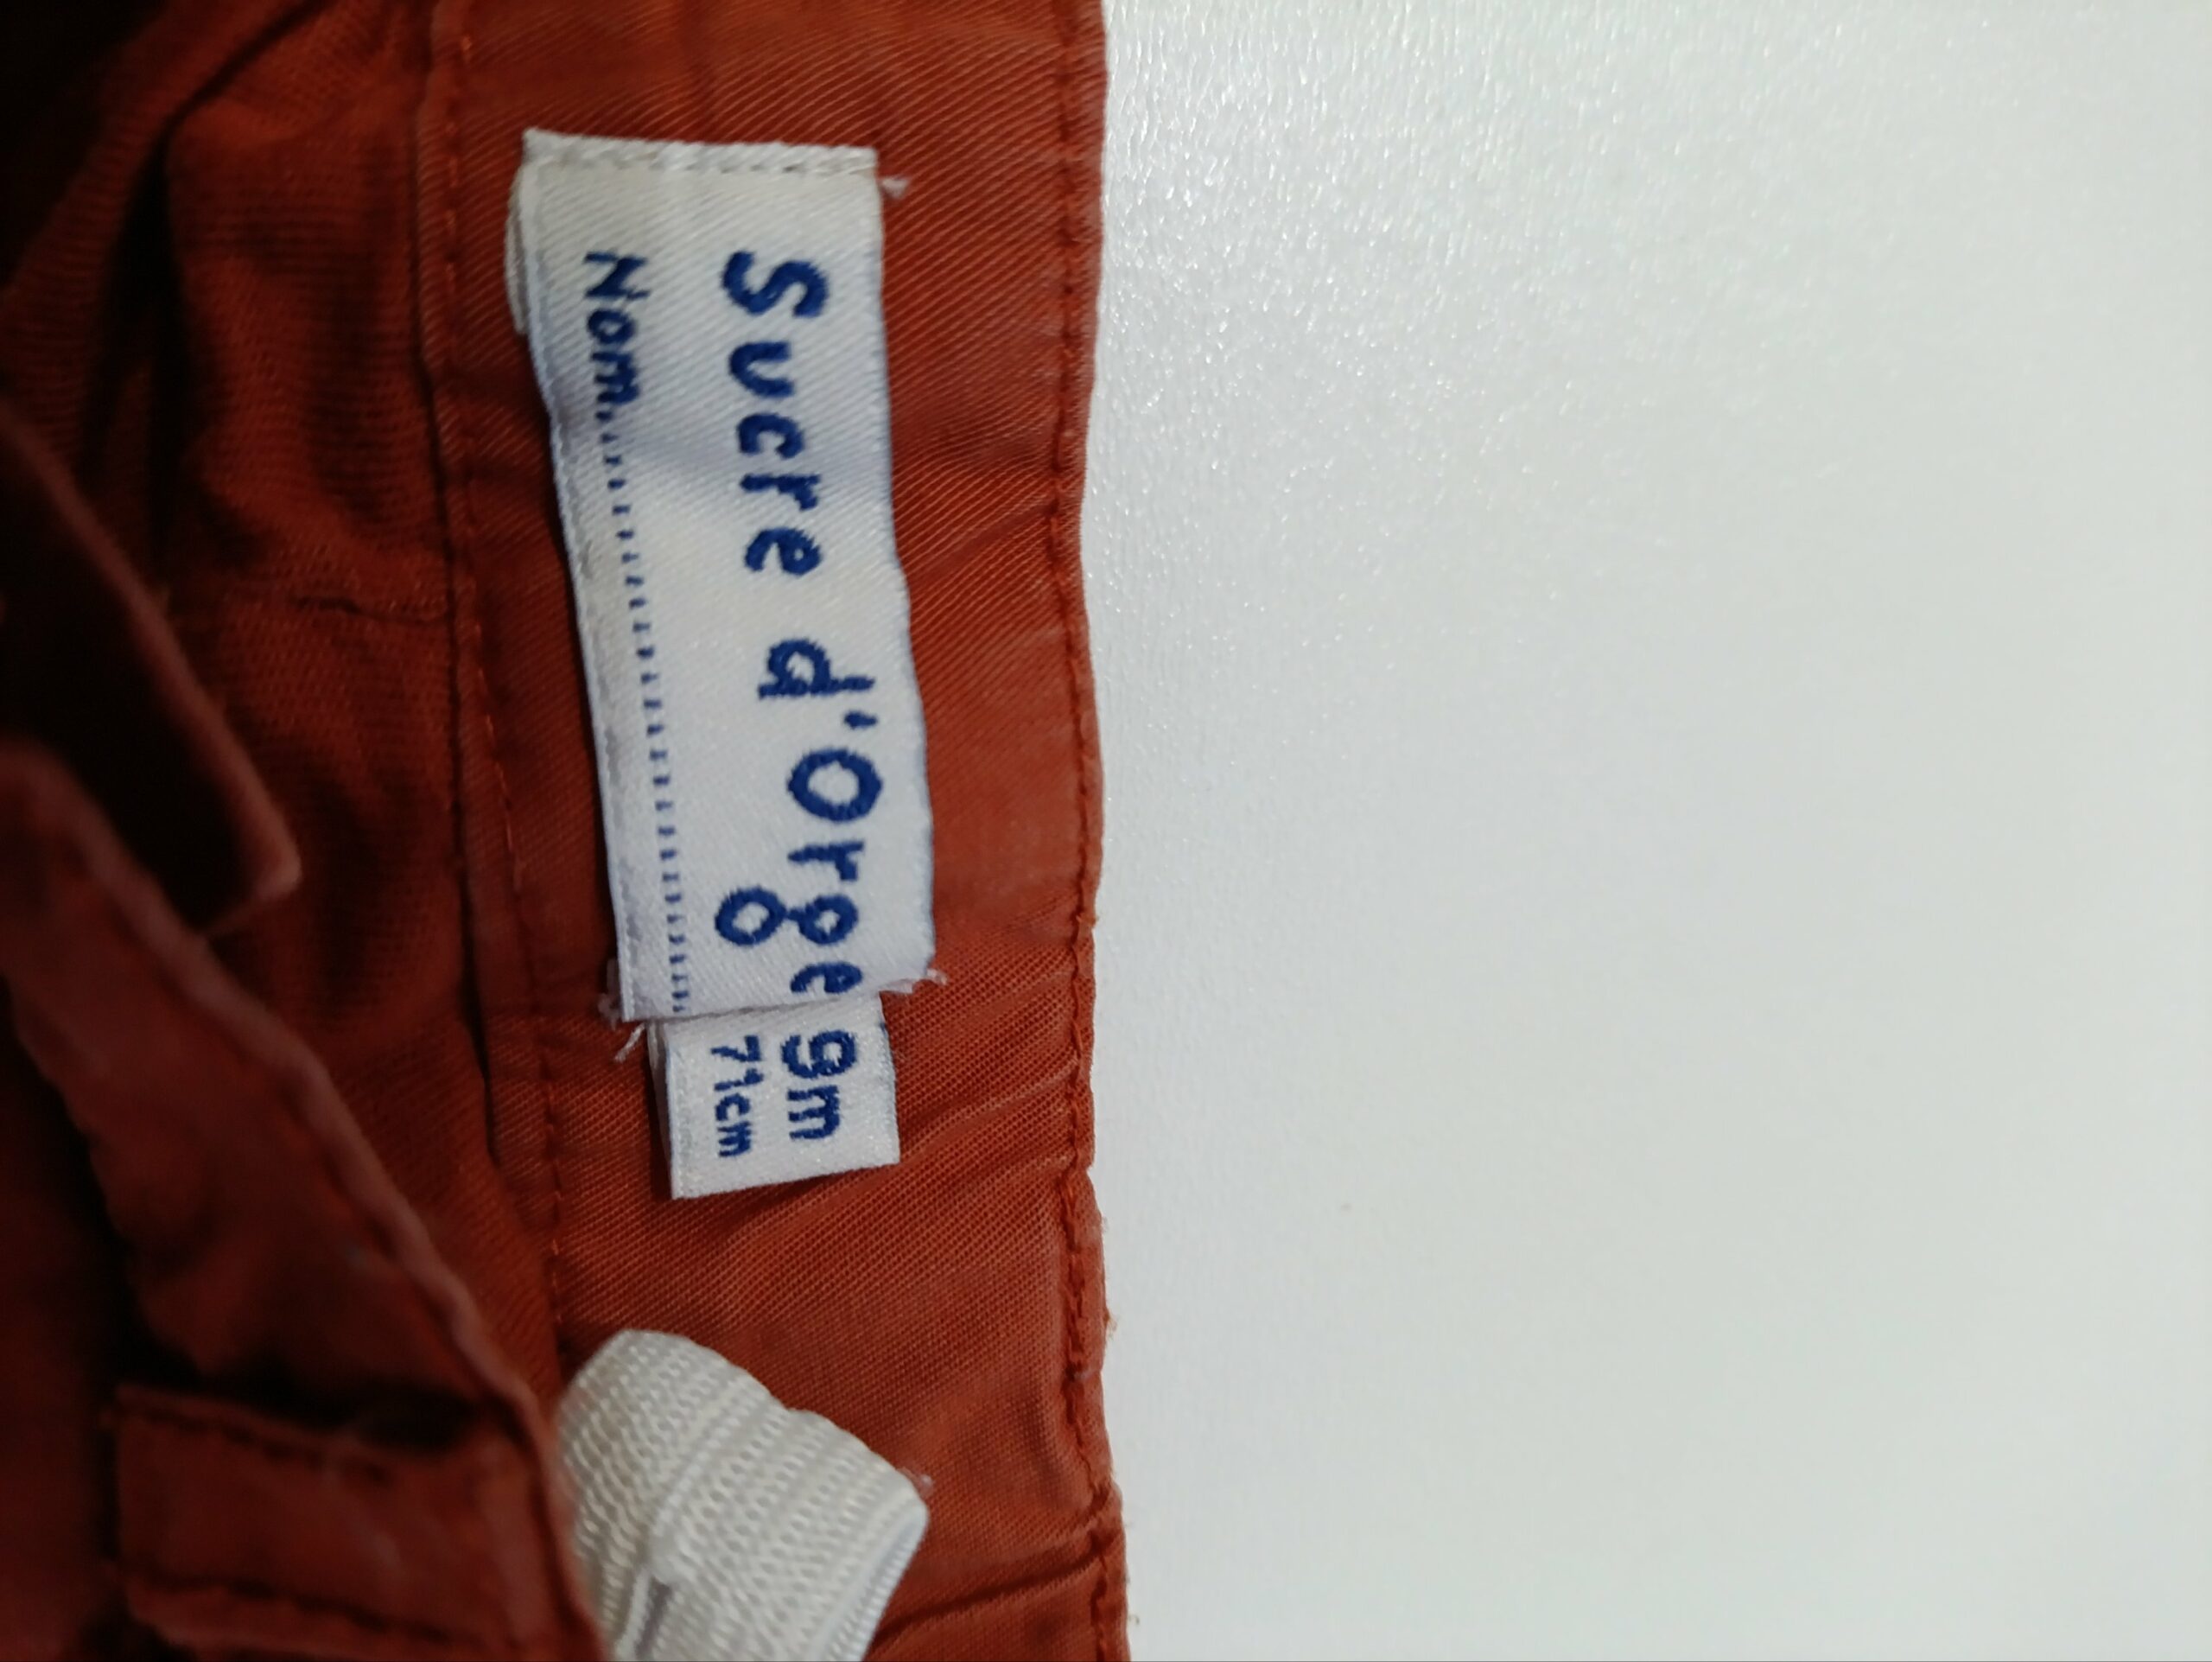 Sucre d'Orge
Nom..............................
9m
71cm